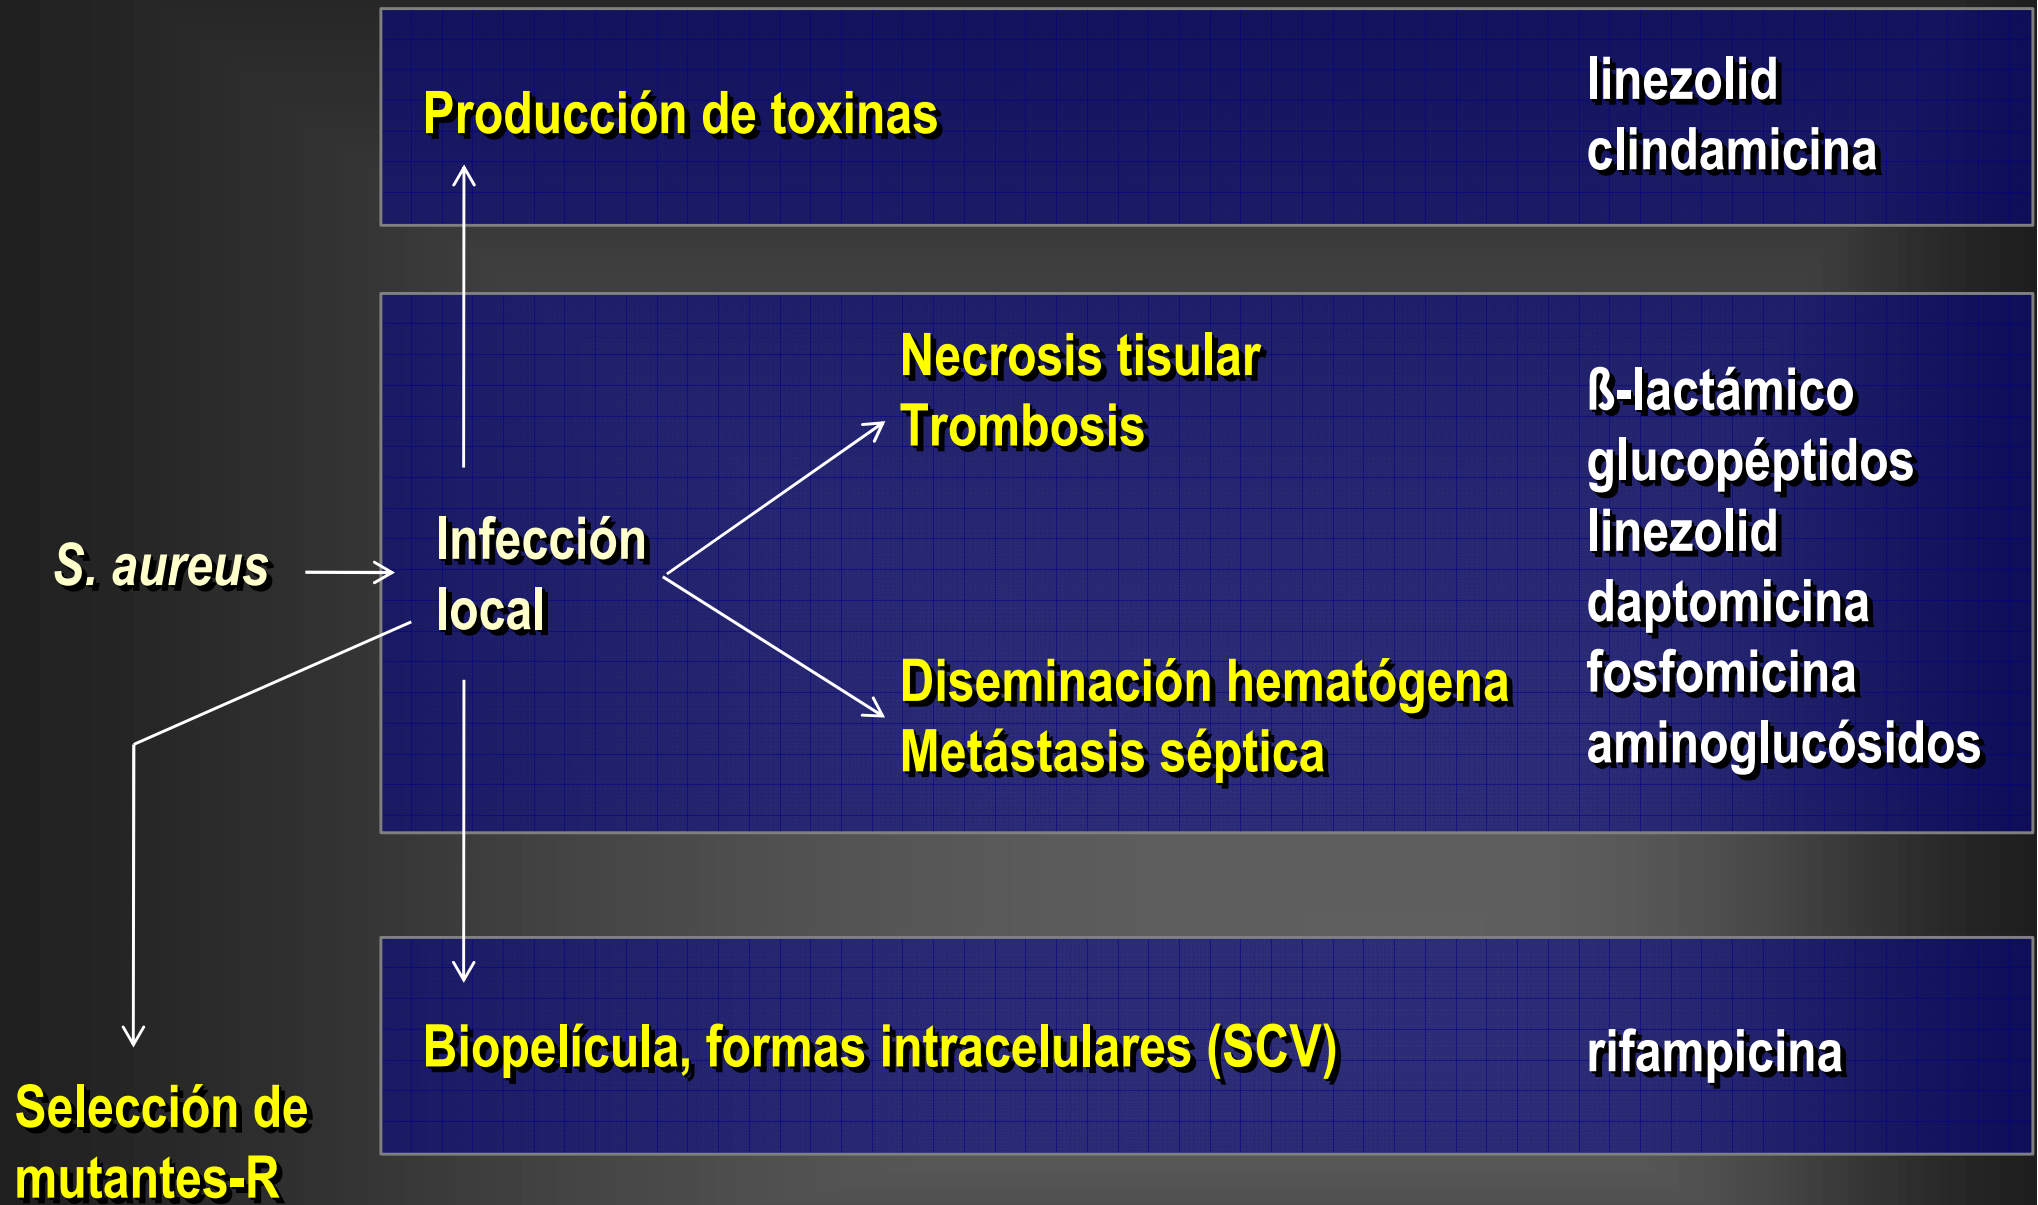 Producción de toxinas
linezolid
clindamicina
Necrosis tisular
Trombosis
ß-lactámico
glucopéptidos
linezolid
daptomicina
fosfomicina
aminoglucósidos
S. aureus
Infección
local
Diseminación hematógena
Metástasis séptica
Biopelícula, formas intracelulares (SCV)
rifampicina
Selección de
mutantes-R